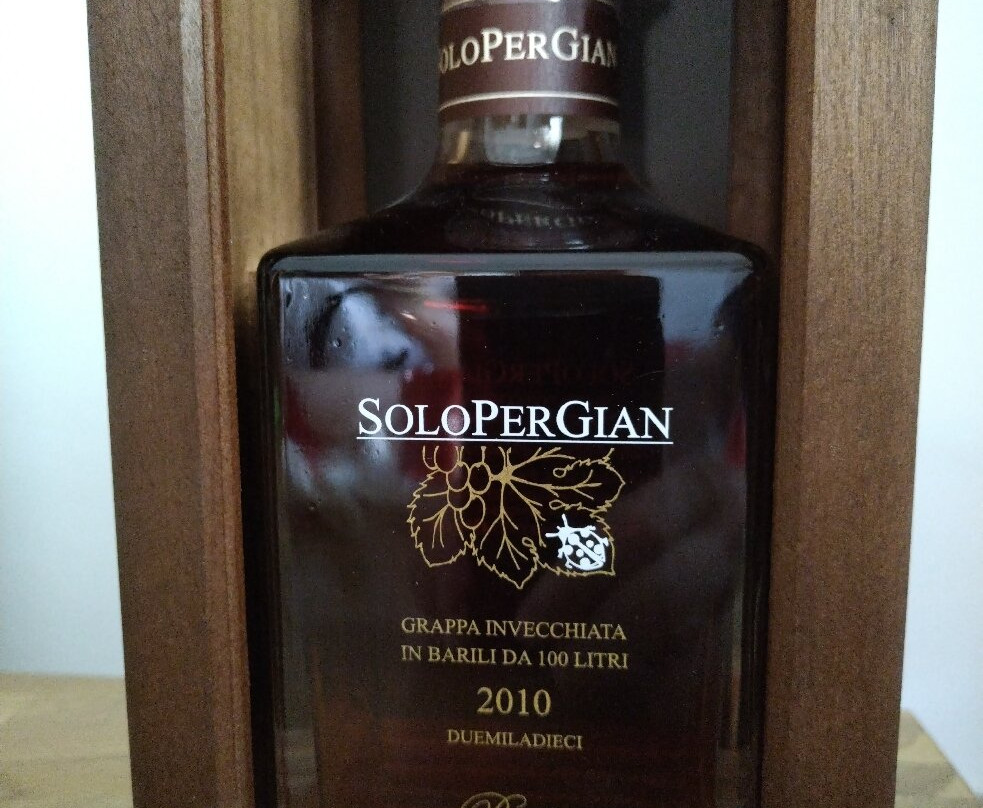 SOLOPERGIAN
SOLOPERGIAN
GRAPPA INVECCHIATA
IN BARILI DA 100 LITRI
2010
DUEMILADIECI